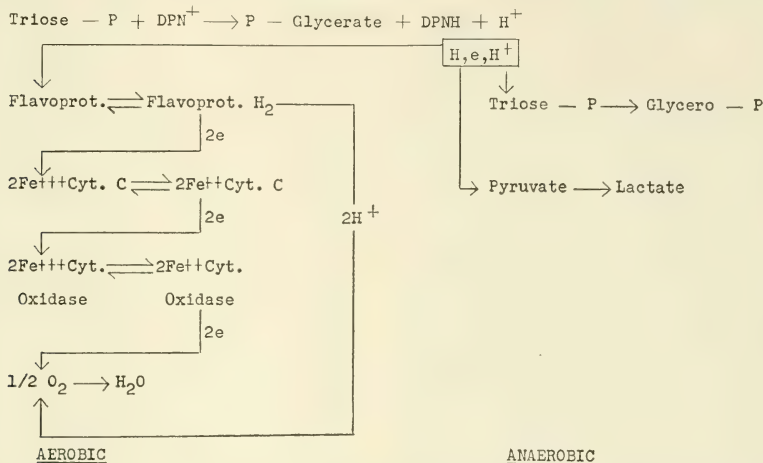 Triose — P + DPN⁺ ⟶ P — Glycerate + DPNH + H⁺
H,e,H⁺
Flavoprot. ⇌ Flavoprot. H₂
Triose — P ⟶ Glycero — P
2e
2Fe+++Cyt. C ⇌ 2Fe++Cyt. C
Pyruvate ⟶ Lactate
2e
2H⁺
2Fe+++Cyt. ⇌ 2Fe++Cyt.
Oxidase Oxidase
2e
1/2 O₂ ⟶ H₂O
AEROBIC ANAEROBIC